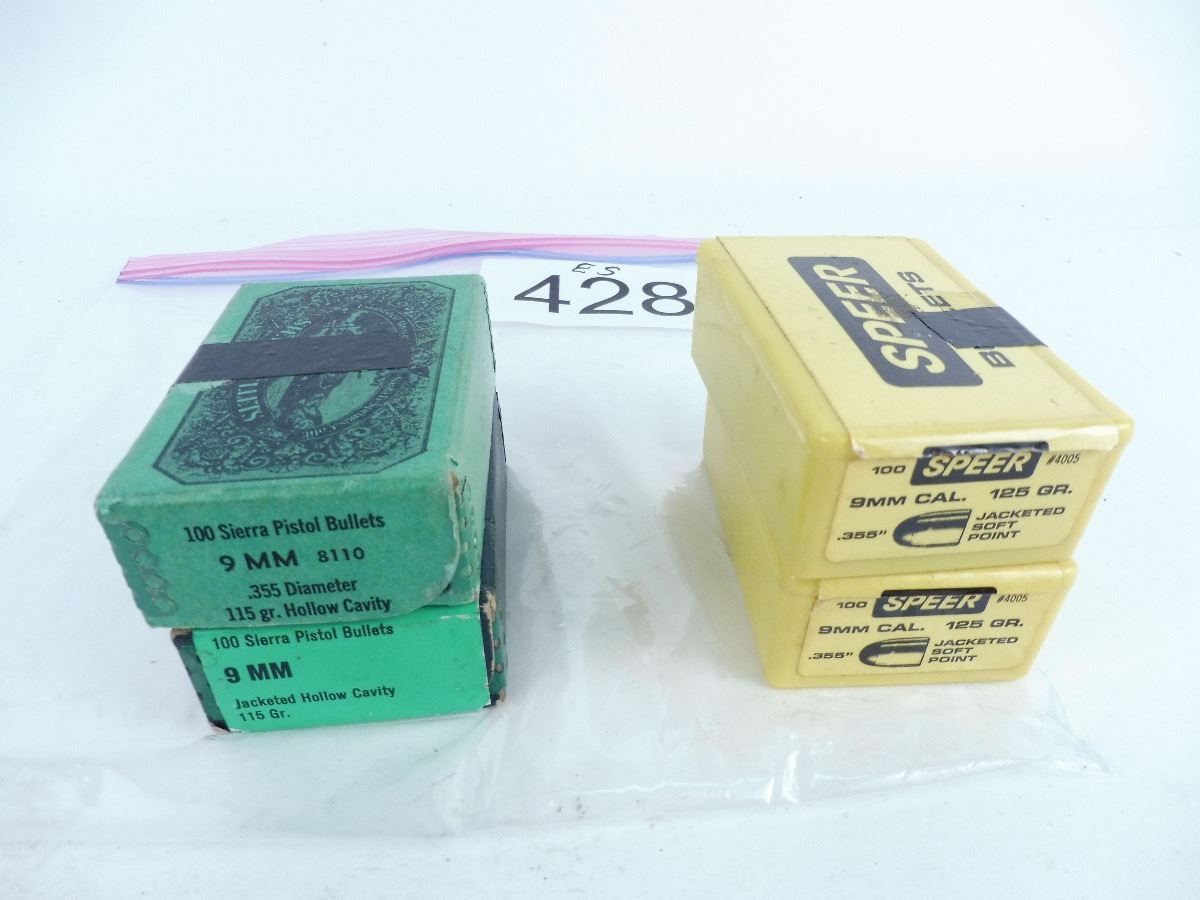 ES
428
100 Sierra Pistol Bullets
9 MM 8110
.355 Diameter
115 gr. Hollow Cavity
100 Sierra Pistol Bullets
9 MM
Jacketed Hollow Cavity
115 Gr.
SPEER
100 SPEER #4005
9MM CAL. 125 GR.
.355" JACKETED
SOFT
POINT
100 SPEER #4005
9MM CAL. 125 GR.
.355" JACKETED
SOFT
POINT